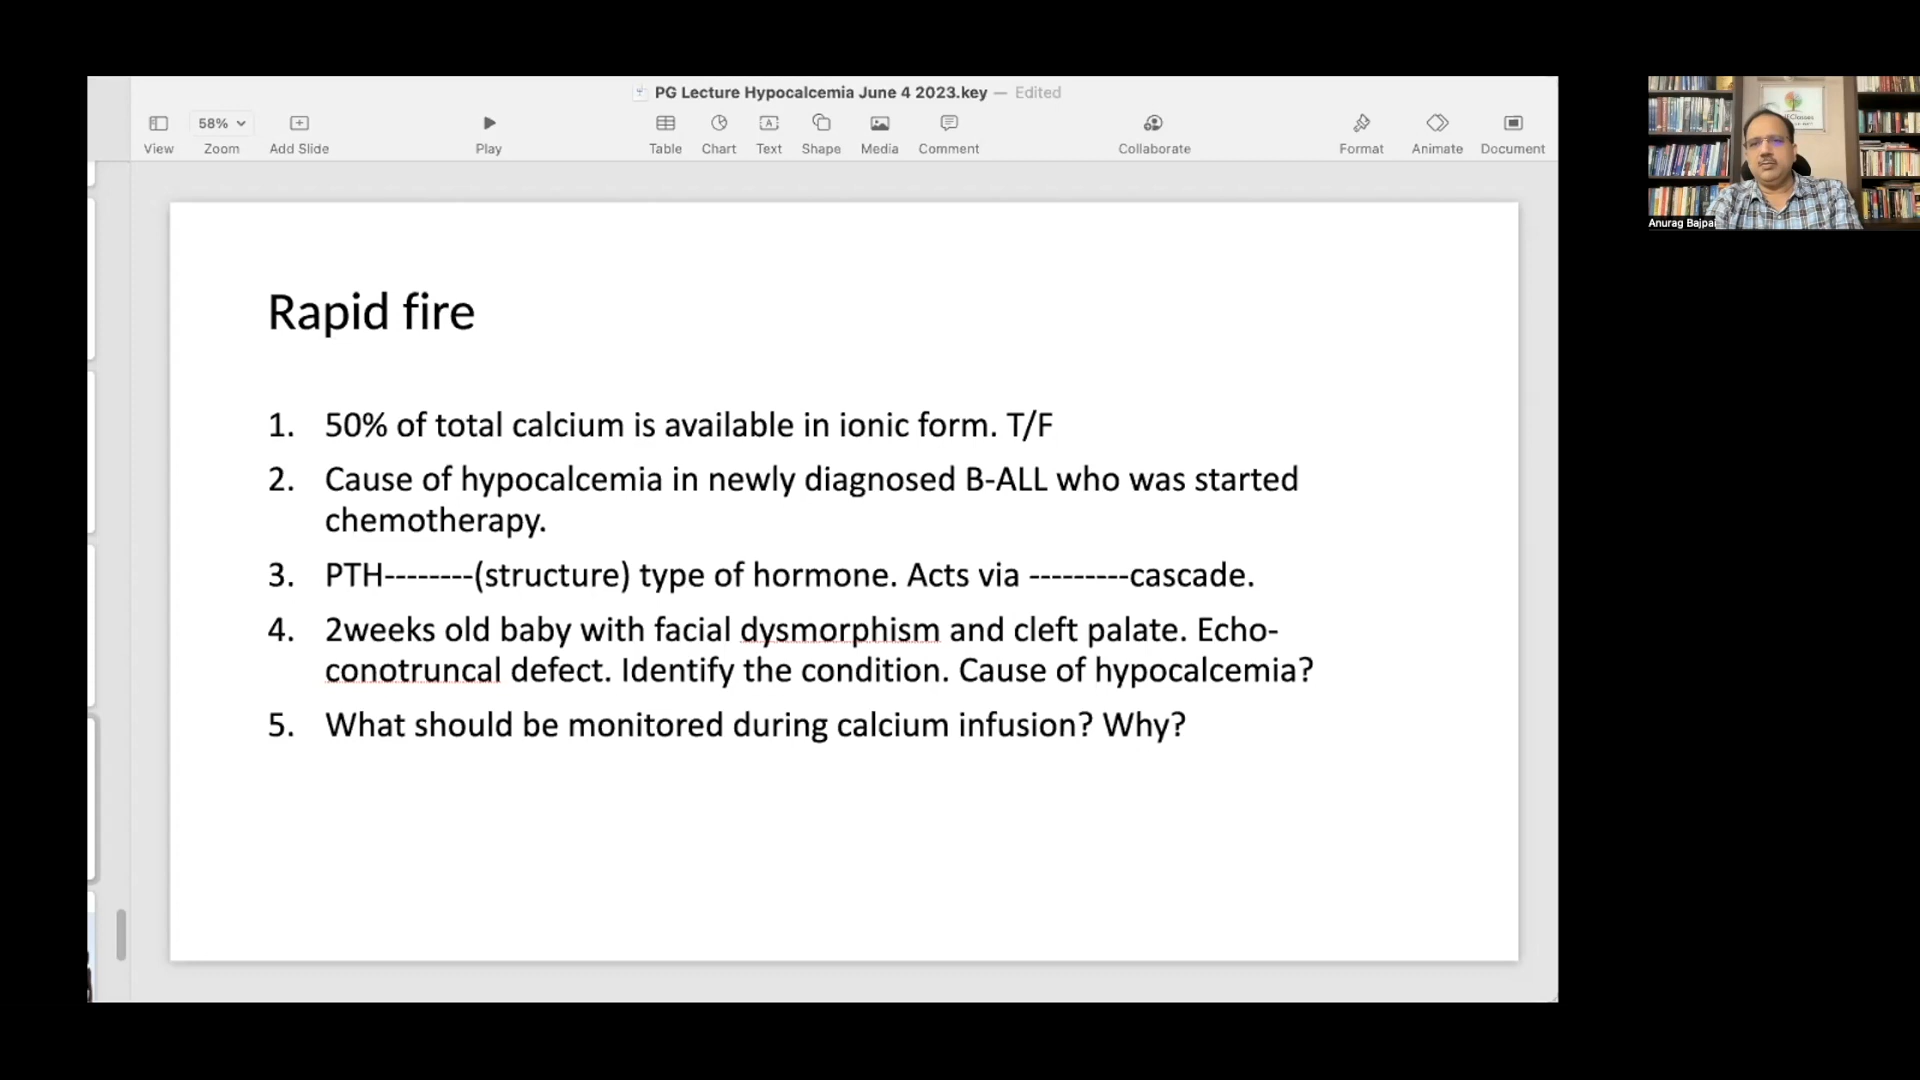 PG Lecture Hypocalcemia June 4 2023.key — Edited
58%
View Zoom Add Slide Play Table Chart Text Shape Media Comment Collaborate Format Animate Document
Anurag Bajpai
Rapid fire
1. 50% of total calcium is available in ionic form. T/F
2. Cause of hypocalcemia in newly diagnosed B-ALL who was started
chemotherapy.
3. PTH--------(structure) type of hormone. Acts via ---------cascade.
4. 2weeks old baby with facial dysmorphism and cleft palate. Echo-
conotruncal defect. Identify the condition. Cause of hypocalcemia?
5. What should be monitored during calcium infusion? Why?